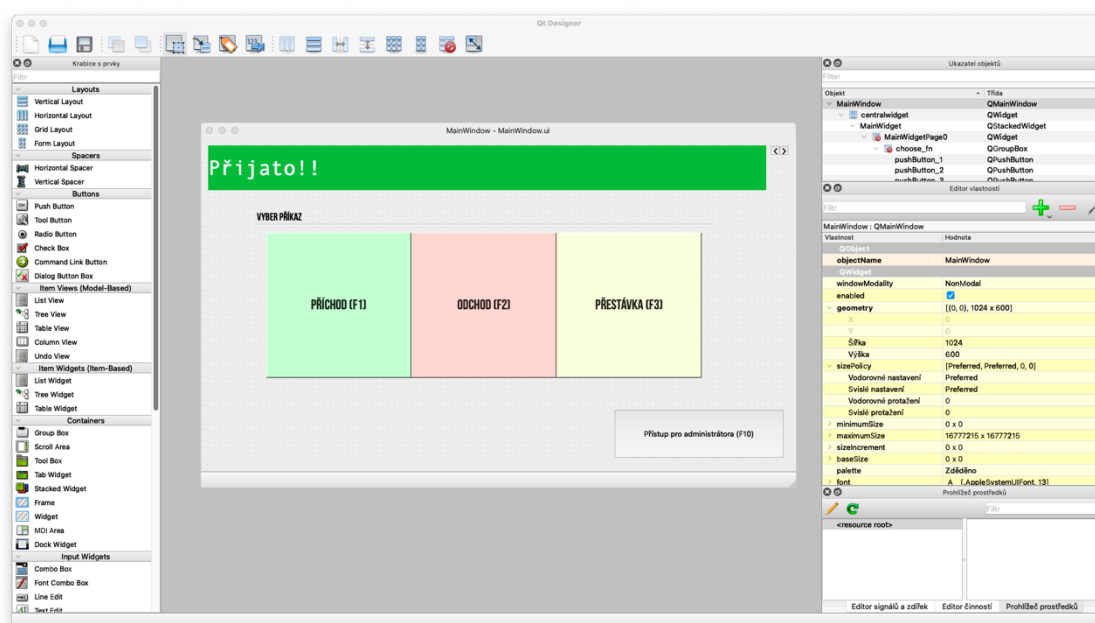 Qt Designer
Krabice s prvky
Filtr
Layouts
Vertical Layout
Horizontal Layout
Grid Layout
Form Layout
Spacers
Horizontal Spacer
Vertical Spacer
Buttons
Push Button
Tool Button
Radio Button
Check Box
Command Link Button
Dialog Button Box
Item Views (Model-Based)
List View
Tree View
Table View
Column View
Undo View
Item Widgets (Item-Based)
List Widget
Tree Widget
Table Widget
Containers
Group Box
Scroll Area
Tool Box
Tab Widget
Stacked Widget
Frame
Widget
MDI Area
Dock Widget
Input Widgets
Combo Box
Font Combo Box
Line Edit
Text Edit
MainWindow - MainWindow.ui
Přijato!!
VYBER PŘÍKAZ
PŘÍCHOD (F1) ODCHOD (F2) PŘESTÁVKA (F3)
Přístup pro administrátora (F10)
Ukazatel objektů
Filter
Objekt Třída
MainWindow QMainWindow
centralwidget QWidget
MainWidget QStackedWidget
MainWidgetPage0 QWidget
choose_fn QGroupBox
pushButton_1 QPushButton
pushButton_2 QPushButton
pushButton_3 QPushButton
Editor vlastností
Filtr
MainWindow : QMainWindow
Vlastnost Hodnota
QObject
objectName MainWindow
QWidget
windowModality NonModal
enabled
geometry [(0, 0), 1024 x 600]
X 0
Y 0
Šířka 1024
Výška 600
sizePolicy [Preferred, Preferred, 0, 0]
Vodorovné nastavení Preferred
Svislé nastavení Preferred
Vodorovné protažení 0
Svislé protažení 0
minimumSize 0 x 0
maximumSize 16777215 x 16777215
sizeIncrement 0 x 0
baseSize 0 x 0
palette Zděděno
font A [.AppleSystemUIFont, 13]
Prohlížeč prostředků
Filtr
<resource root>
Editor signálů a zdířek Editor činností Prohlížeč prostředků